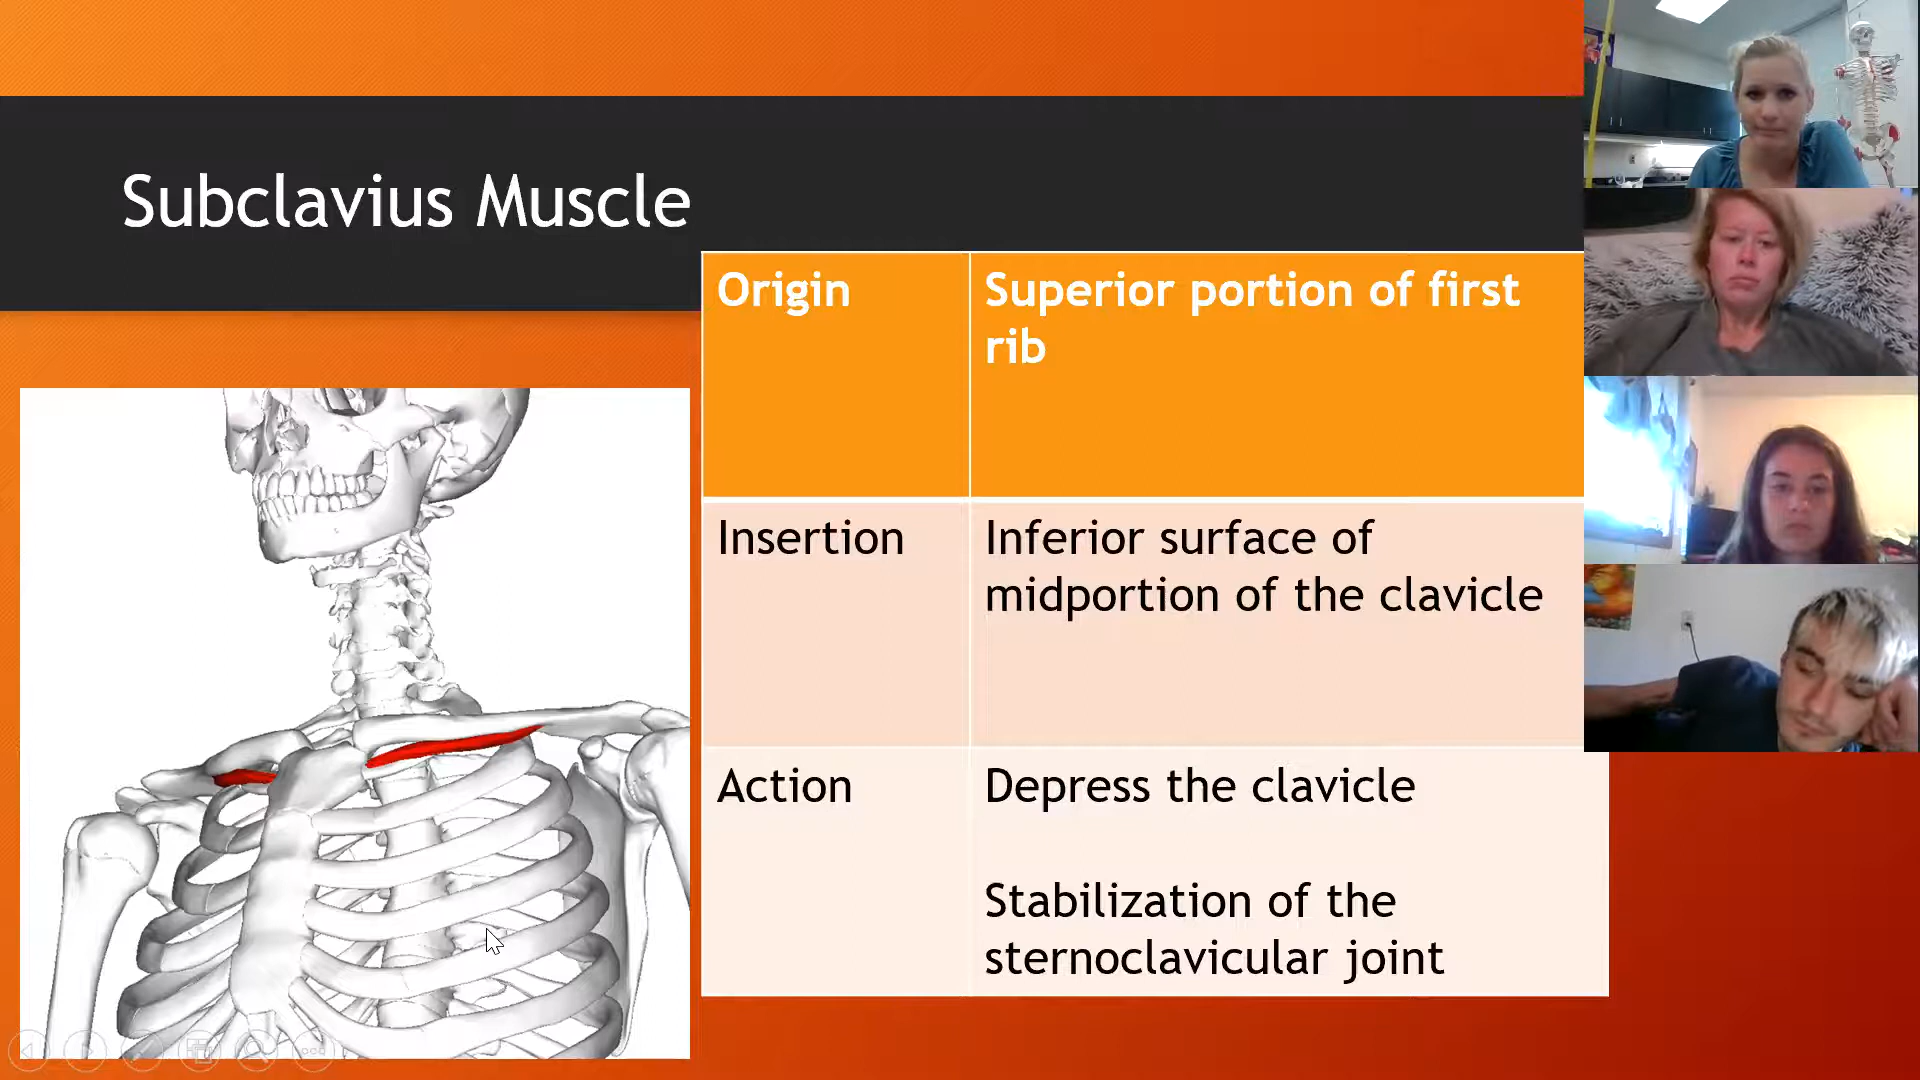 Subclavius Muscle
Origin
Superior portion of first
rib
Insertion
Inferior surface of
midportion of the clavicle
Action
Depress the clavicle
Stabilization of the
sternoclavicular joint